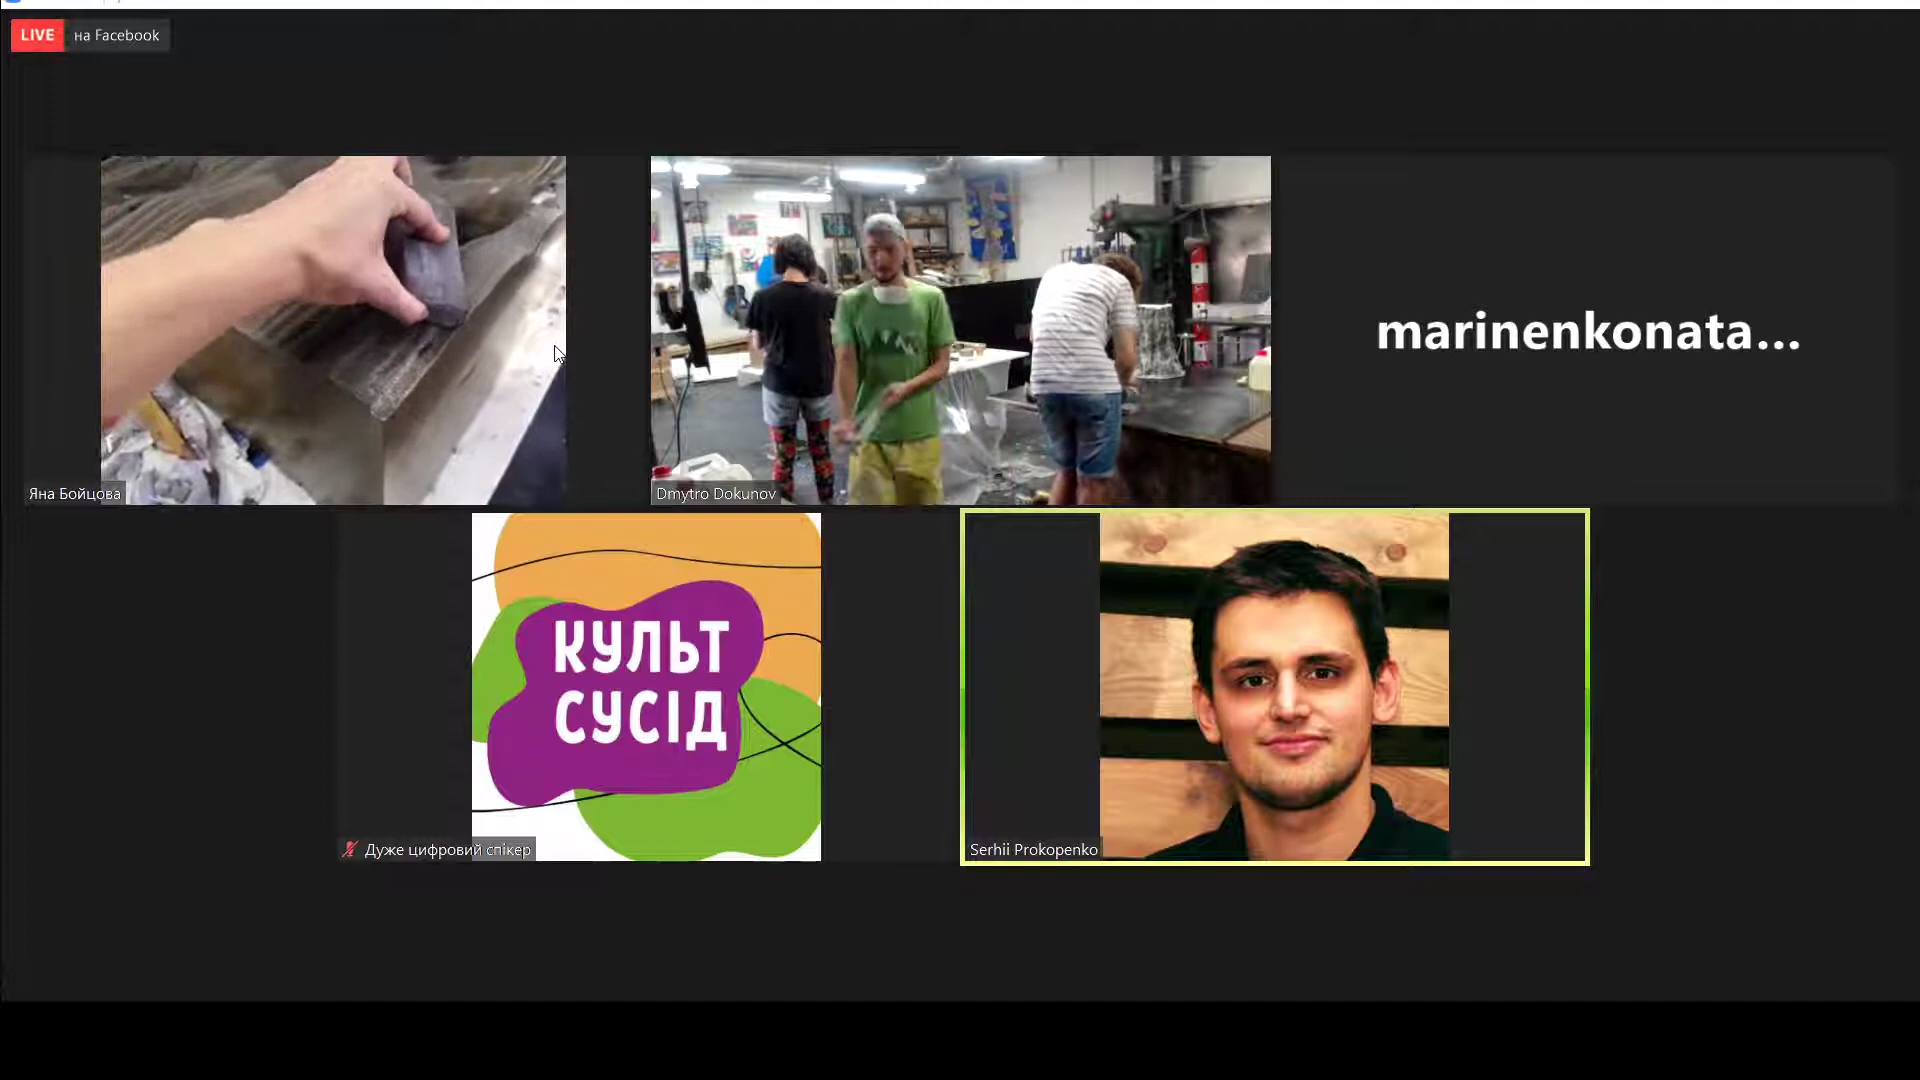 LIVE на Facebook
marinenkonata...
Яна Бойцова
Dmytro Dokunov
КУЛЬТ
СУСІД
Дуже цифровий спікер
Serhii Prokopenko